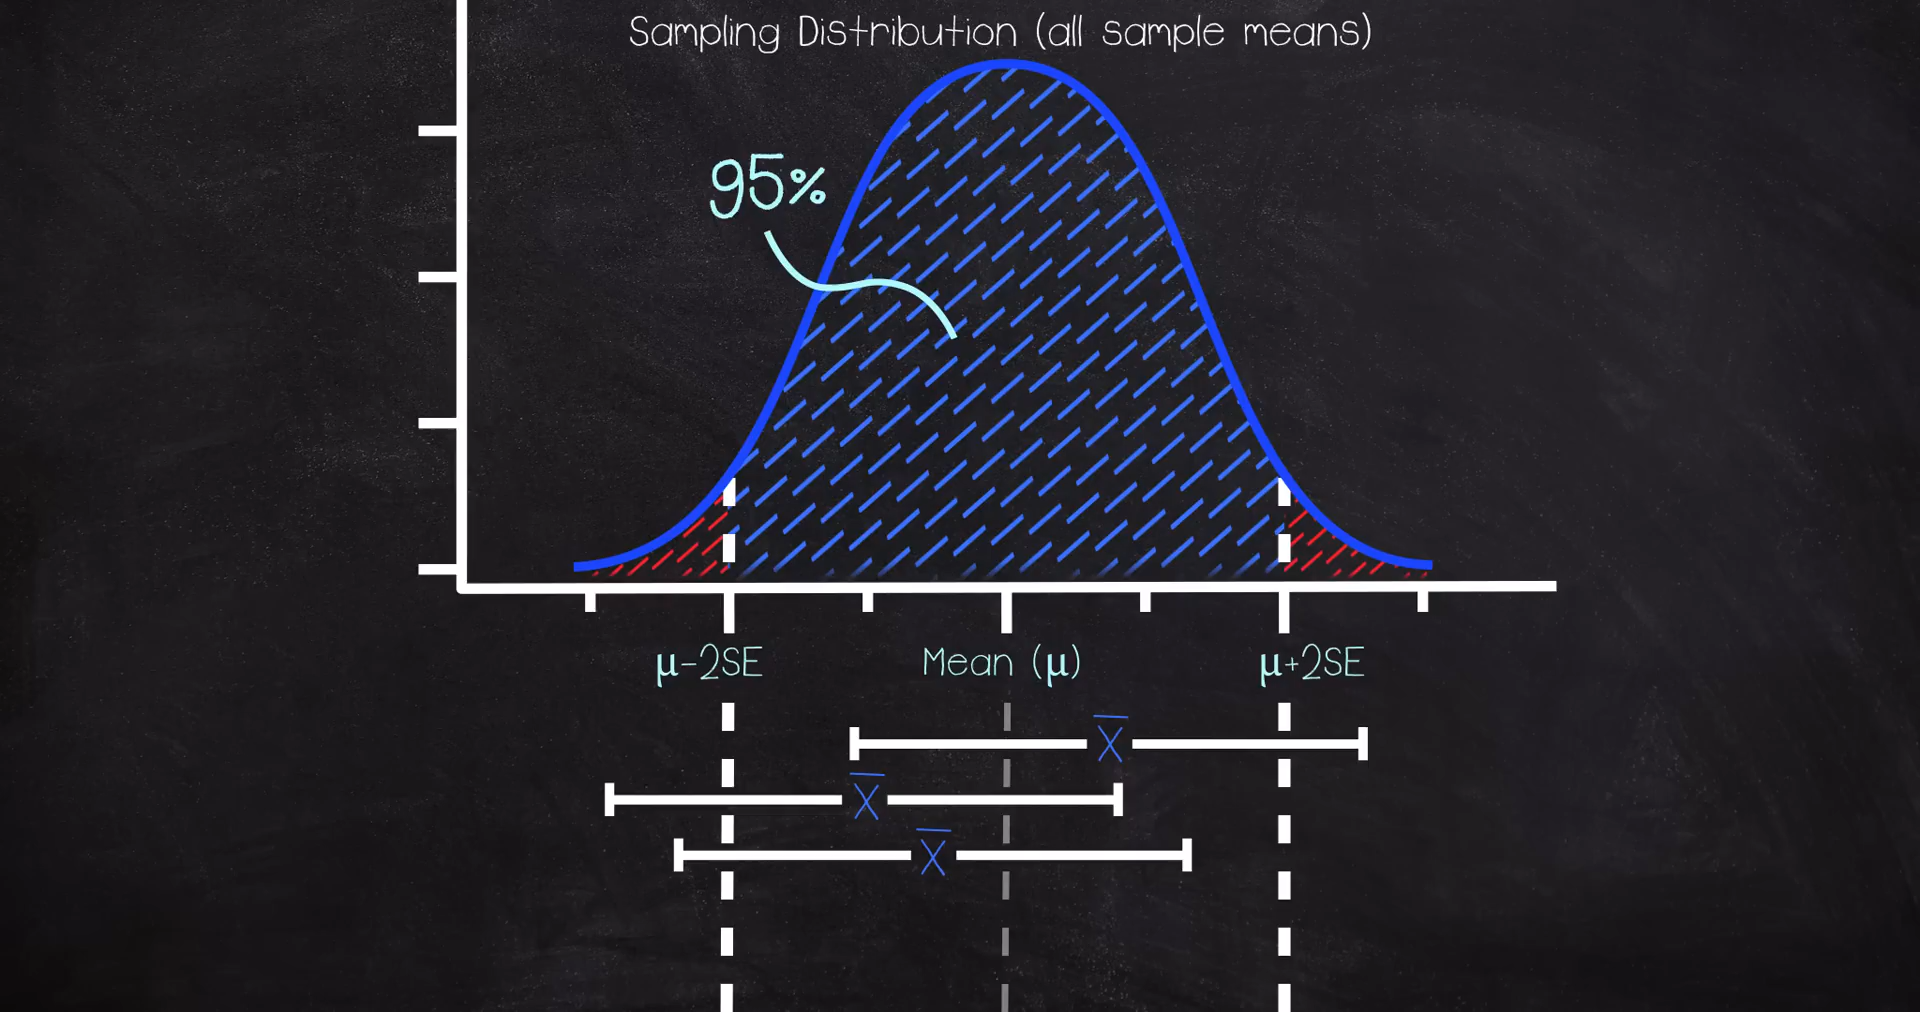 Sampling Distribution (all sample means)
95%
μ-2SE
Mean (μ)
μ+2SE
X̅
X̅
X̅